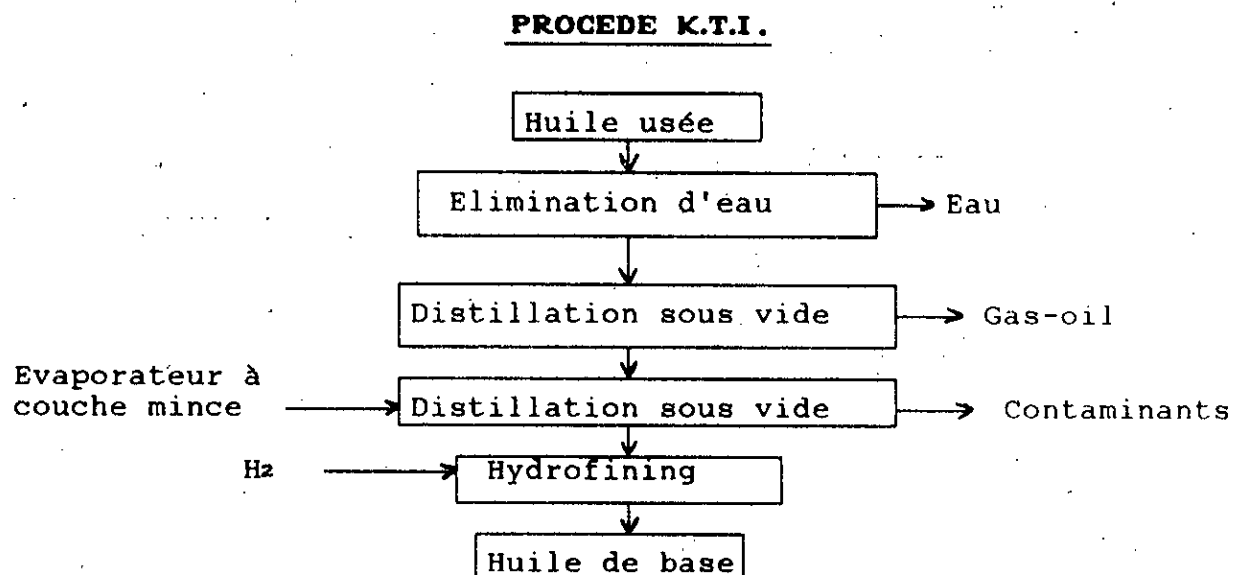 PROCEDE K.T.I.
Huile usée
Elimination d'eau
Eau
Distillation sous vide
Gas-oil
Evaporateur à
couche mince
Distillation sous vide
Contaminants
H2
Hydrofining
Huile de base